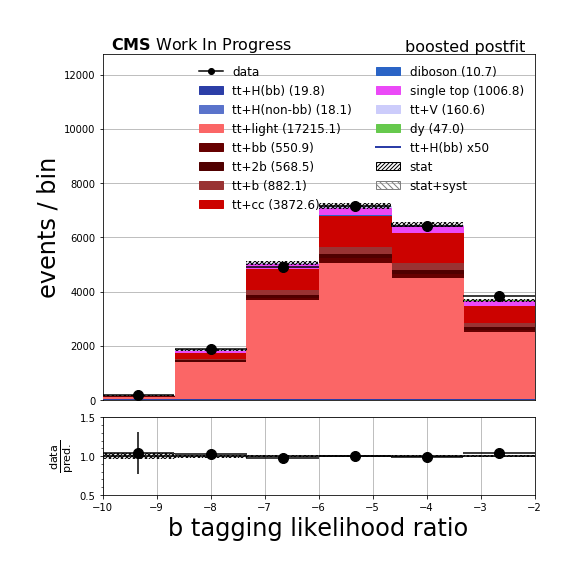 CMS Work In Progress
boosted postfit
data
tt+H(bb) (19.8)
tt+H(non-bb) (18.1)
tt+light (17215.1)
tt+bb (550.9)
tt+2b (568.5)
tt+b (882.1)
tt+cc (3872.6)
diboson (10.7)
single top (1006.8)
tt+V (160.6)
dy (47.0)
tt+H(bb) x50
stat
stat+syst
events / bin
12000
10000
8000
6000
4000
2000
0
data
pred.
1.5
1.0
0.5
−10 −9 −8 −7 −6 −5 −4 −3 −2
b tagging likelihood ratio